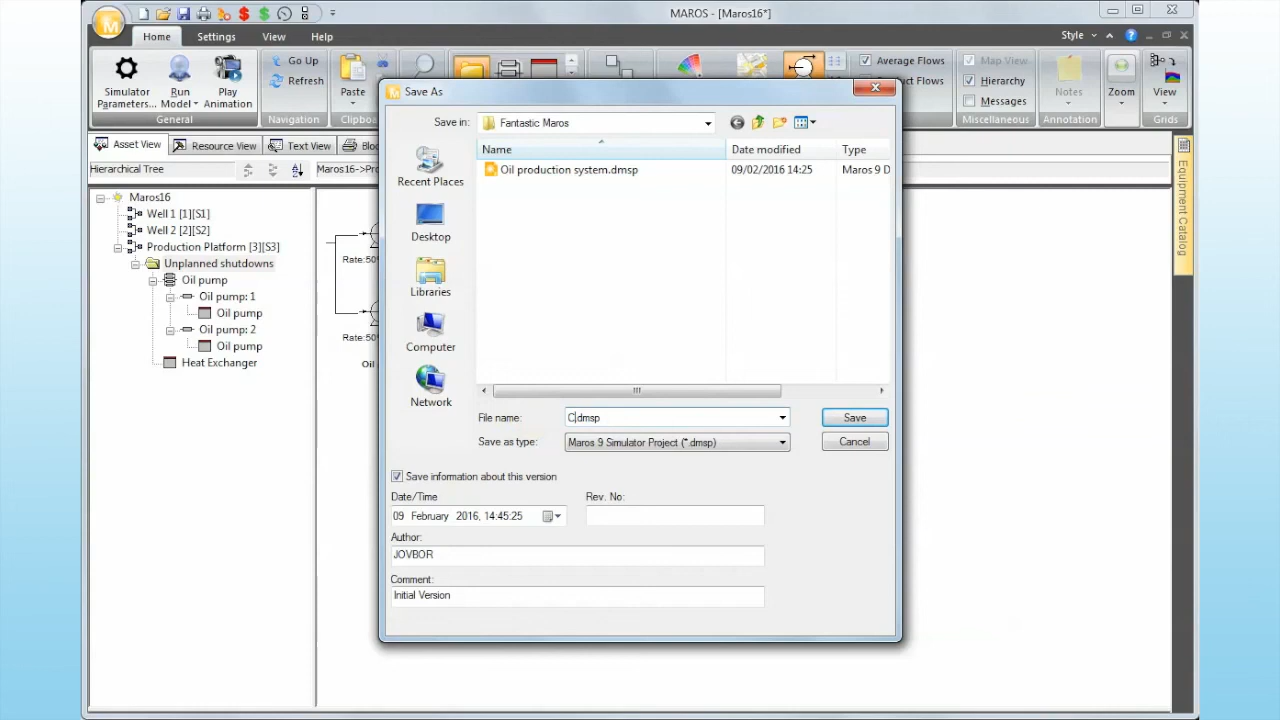 MAROS - [Maros16*]
Home
Settings
View
Help
Style
Simulator
Parameters...
Run
Model
Play
Animation
General
Go Up
Refresh
Navigation
Paste
Average Flows
Map View
Hierarchy
Messages
Miscellaneous
Notes
Annotation
Zoom
View
Grids
Asset View
Resource View
Text View
Hierarchical Tree
Maros16
Well 1 [1][S1]
Well 2 [2][S2]
Production Platform [3][S3]
Unplanned shutdowns
Oil pump
Oil pump: 1
Oil pump
Oil pump: 2
Oil pump
Heat Exchanger
Equipment Catalog
Save As
Save in:
Fantastic Maros
Recent Places
Desktop
Libraries
Computer
Network
Name
Date modified
Type
Oil production system.dmsp
09/02/2016 14:25
Maros 9 D
File name:
C.dmsp
Save
Save as type:
Maros 9 Simulator Project (*.dmsp)
Cancel
Save information about this version
Date/Time
Rev. No:
09 February 2016, 14:45:25
Author:
JOVBOR
Comment:
Initial Version